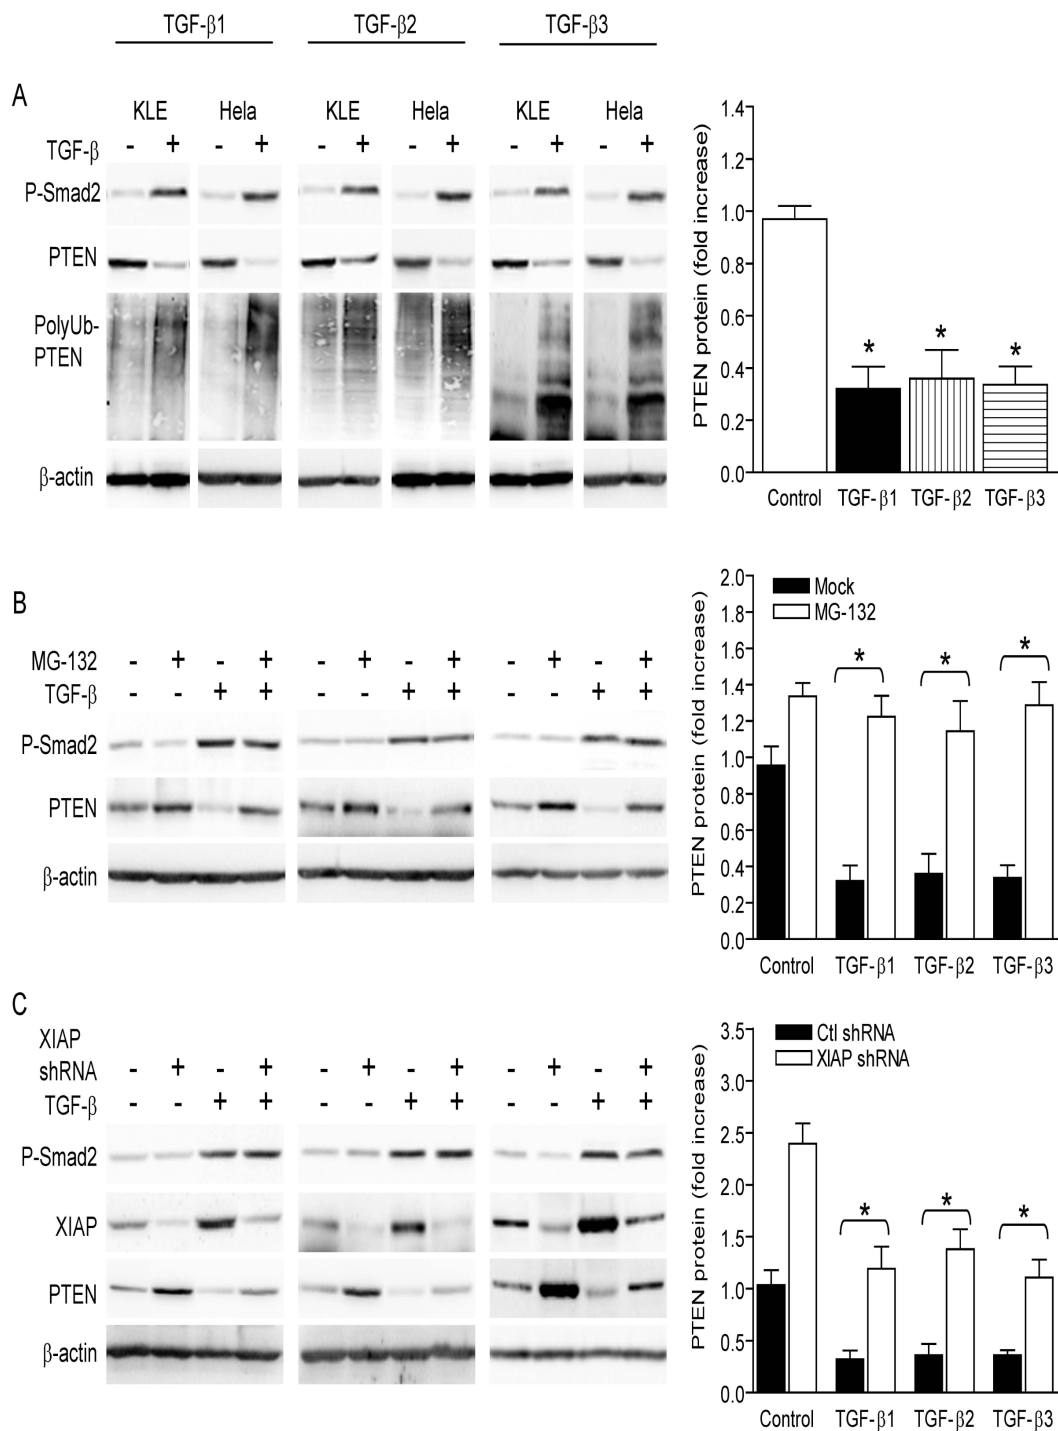 TGF-β1 TGF-β2 TGF-β3
A
KLE Hela KLE Hela KLE Hela
TGF-β - + - + - + - + - + - +
P-Smad2
PTEN
PolyUb-
PTEN
β-actin
PTEN protein (fold increase)
1.4
1.2
1.0
0.8
0.6
0.4
0.2
0.0
* * *
Control TGF-β1 TGF-β2 TGF-β3
B
MG-132 - + - + - + - + - + - +
TGF-β - - + + - - + + - - + +
P-Smad2
PTEN
β-actin
PTEN protein (fold increase)
2.0
1.8
1.6
1.4
1.2
1.0
0.8
0.6
0.4
0.2
0.0
Mock
MG-132
* * *
Control TGF-β1 TGF-β2 TGF-β3
C
XIAP
shRNA - + - + - + - + - + - +
TGF-β - - + + - - + + - - + +
P-Smad2
XIAP
PTEN
β-actin
PTEN protein (fold increase)
3.5
3.0
2.5
2.0
1.5
1.0
0.5
0.0
Ctl shRNA
XIAP shRNA
* * *
Control TGF-β1 TGF-β2 TGF-β3